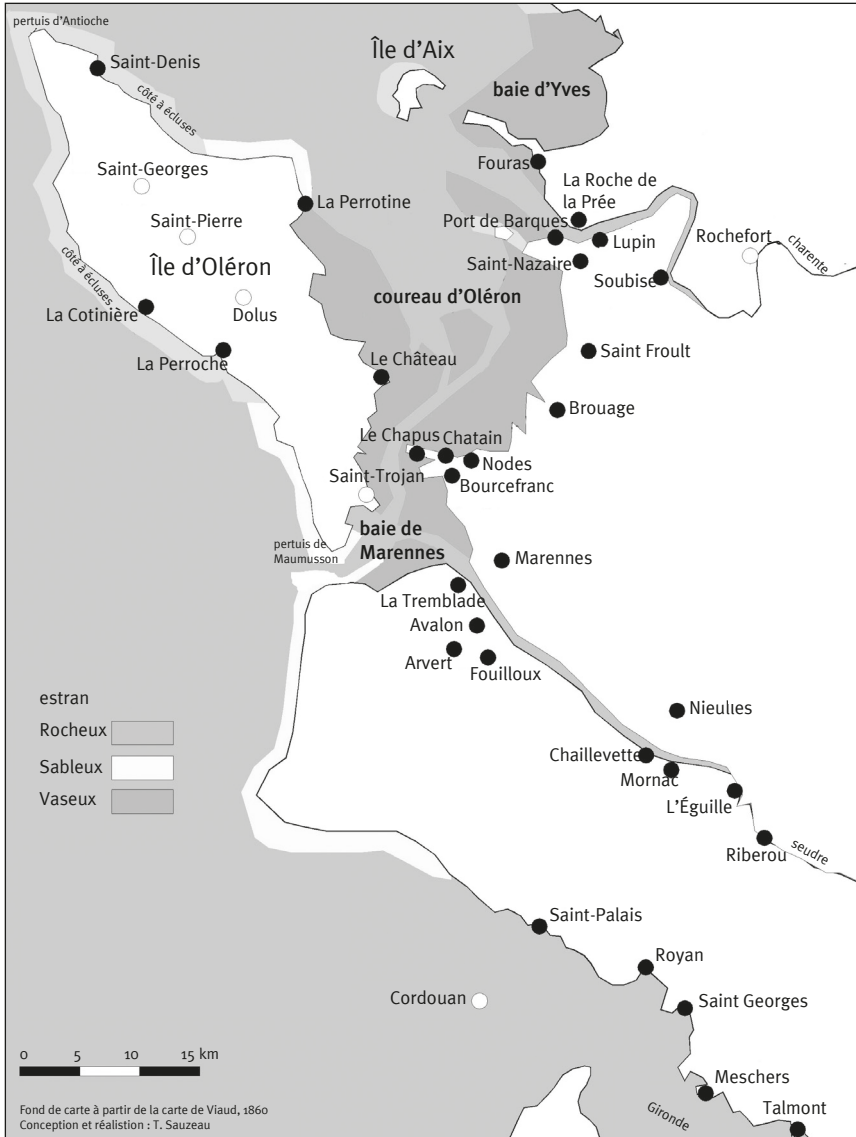 pertuis d'Antioche
Saint-Denis
Île d'Aix
baie d'Yves
côté à écluses
Saint-Georges
Fouras
La Roche de
la Prée
La Perrotine
Saint-Pierre
Port de Barques
Lupin
Rochefort
charente
Île d'Oléron
Saint-Nazaire
Soubise
côté à écluses
coureau d'Oléron
La Cotinière
Dolus
La Perroche
Saint Froult
Le Château
Brouage
Le Chapus
Chatain
Nodes
Saint-Trojan
Bourcefranc
baie de
Marennes
pertuis de
Maumusson
Marennes
La Tremblade
Avalon
Arvert
Fouilloux
estran
Rocheux
Sableux
Vaseux
Nieulles
Chaillevette
Mornac
L'Éguille
Riberou
seudre
Saint-Palais
Royan
Cordouan
Saint Georges
0 5 10 15 km
Meschers
Gironde
Talmont
Fond de carte à partir de la carte de Viaud, 1860
Conception et réalistion : T. Sauzeau